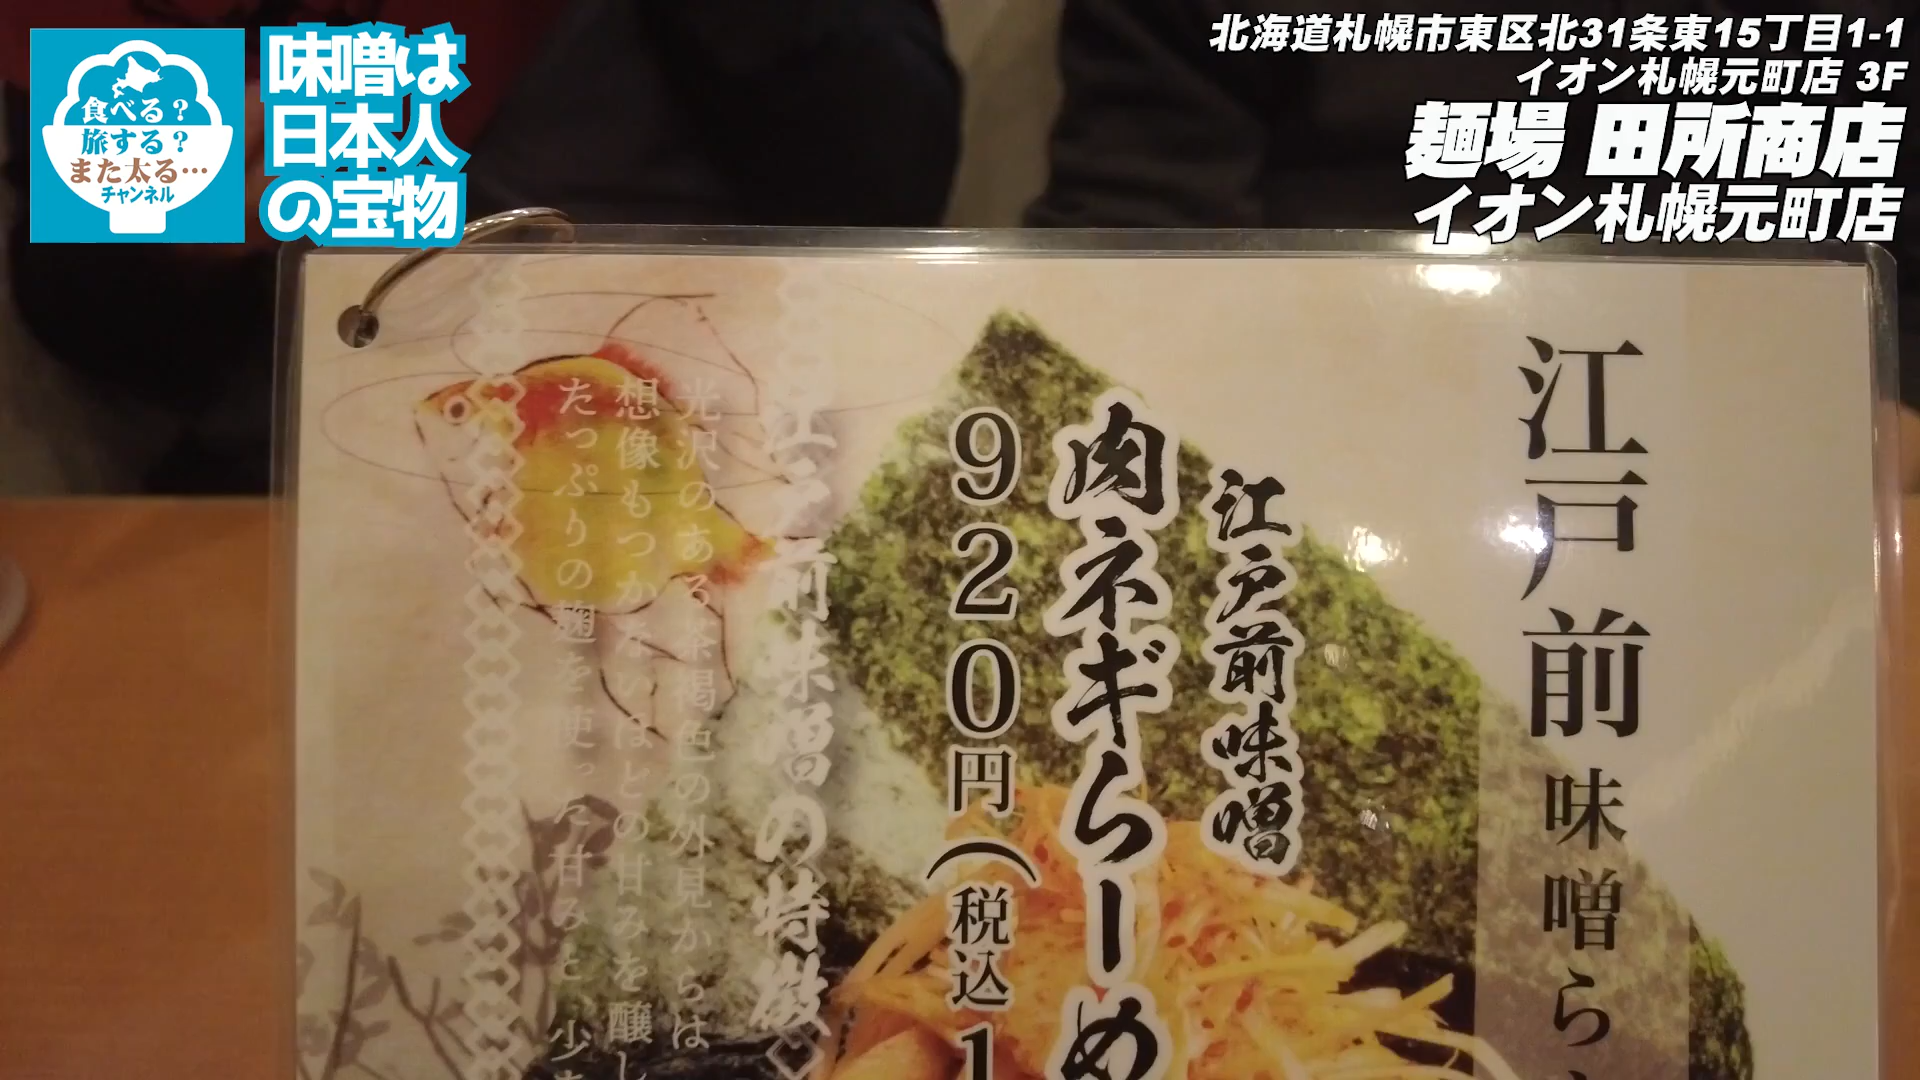 食べる？
旅する？
また太る…
チャンネル
味噌は
日本人
の宝物
北海道札幌市東区北31条東15丁目1-1
イオン札幌元町店 3F
麺場 田所商店
イオン札幌元町店
江戸前味噌ら
江戸前味噌
肉ネギらーめ
920円(税込1
江戸前味噌の特徴
光沢のある茶褐色の外見からは
想像もつかないほどの甘みを醸し
たっぷりの麹を使った甘みと、少